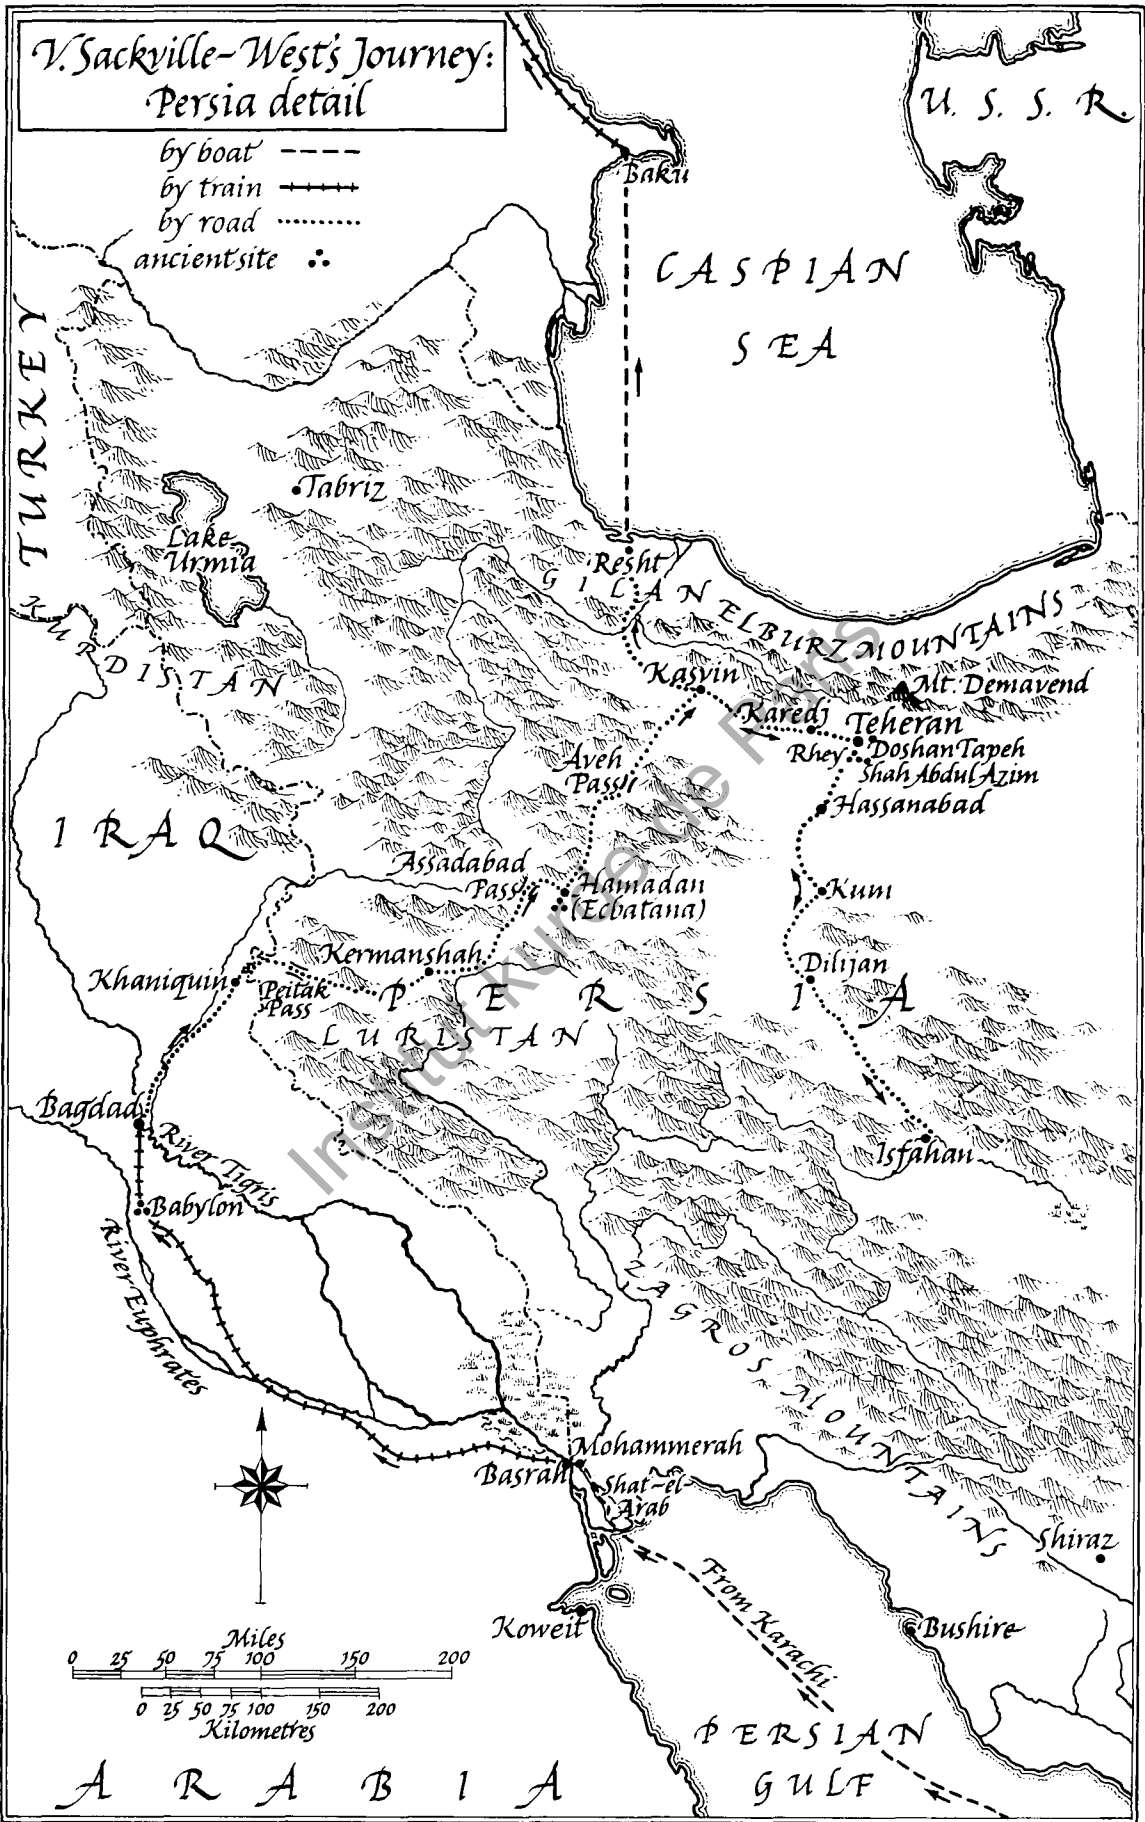 V. Sackville-West's Journey:
Persia detail
by boat
by train
by road
ancient site
U. S. S. R.
Baku
CASPIAN
SEA
TURKEY
Tabriz
Lake
Urmia
Resht
GILAN
ELBURZ MOUNTAINS
KURDISTAN
Kasvin
Mt. Demavend
Karedj
Teheran
Rhey
Doshan Tapeh
Shah Abdul Azim
Aveh
Pass
Hassanabad
IRAQ
Assadabad
Pass
Hamadan
(Ecbatana)
Kum
Kermanshah
Dilijan
Khaniquin
Peitak
Pass
PERSIA
LURISTAN
Bagdad
River Tigris
Isfahan
Babylon
River Euphrates
ZAGROS MOUNTAINS
Mohammerah
Basrah
Shat-el-
Arab
Shiraz
From Karachi
Koweit
Bushire
Miles
0 25 50 75 100 150 200
0 25 50 75 100 150 200
Kilometres
PERSIAN
GULF
ARABIA
Institut kurde de Paris